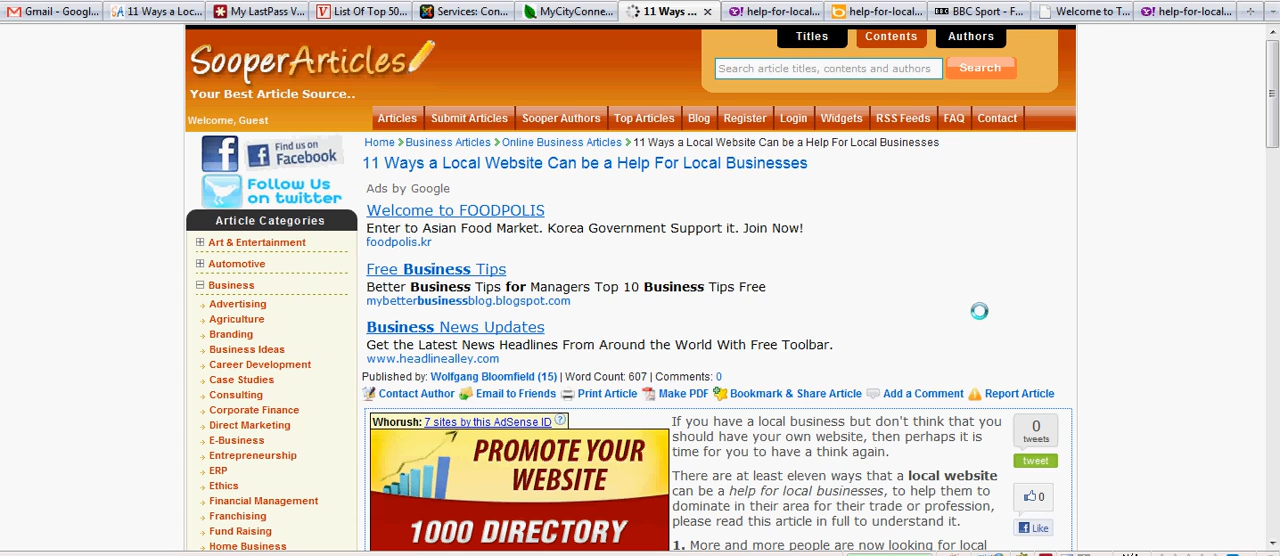 Gmail - Googl...
11 Ways a Loc...
My LastPass V...
List Of Top 50...
Services: Con...
MyCityConne...
11 Ways ...
help-for-local...
help-for-local...
BBC Sport - F...
Welcome to T...
help-for-local...
Titles
Contents
Authors
SooperArticles
Your Best Article Source..
Search article titles, contents and authors
Search
Welcome, Guest
Articles
Submit Articles
Sooper Authors
Top Articles
Blog
Register
Login
Widgets
RSS Feeds
FAQ
Contact
Find us on
Facebook
Follow Us
on twitter
Home > Business Articles > Online Business Articles > 11 Ways a Local Website Can be a Help For Local Businesses
11 Ways a Local Website Can be a Help For Local Businesses
Ads by Google
Welcome to FOODPOLIS
Enter to Asian Food Market. Korea Government Support it. Join Now!
foodpolis.kr
Free Business Tips
Better Business Tips for Managers Top 10 Business Tips Free
mybetterbusinessblog.blogspot.com
Business News Updates
Get the Latest News Headlines From Around the World With Free Toolbar.
www.headlinealley.com
Published by: Wolfgang Bloomfield (15) | Word Count: 607 | Comments: 0
Contact Author
Email to Friends
Print Article
Make PDF
Bookmark & Share Article
Add a Comment
Report Article
Article Categories
Art & Entertainment
Automotive
Business
Advertising
Agriculture
Branding
Business Ideas
Career Development
Case Studies
Consulting
Corporate Finance
Direct Marketing
E-Business
Entrepreneurship
ERP
Ethics
Financial Management
Franchising
Fund Raising
Home Business
Whorush: 7 sites by this AdSense ID
PROMOTE YOUR
WEBSITE
1000 DIRECTORY
If you have a local business but don't think that you
should have your own website, then perhaps it is
time for you to have a think again.
There are at least eleven ways that a local website
can be a help for local businesses, to help them to
dominate in their area for their trade or profession,
please read this article in full to understand it.
1. More and more people are now looking for local
0
tweets
tweet
0
Like